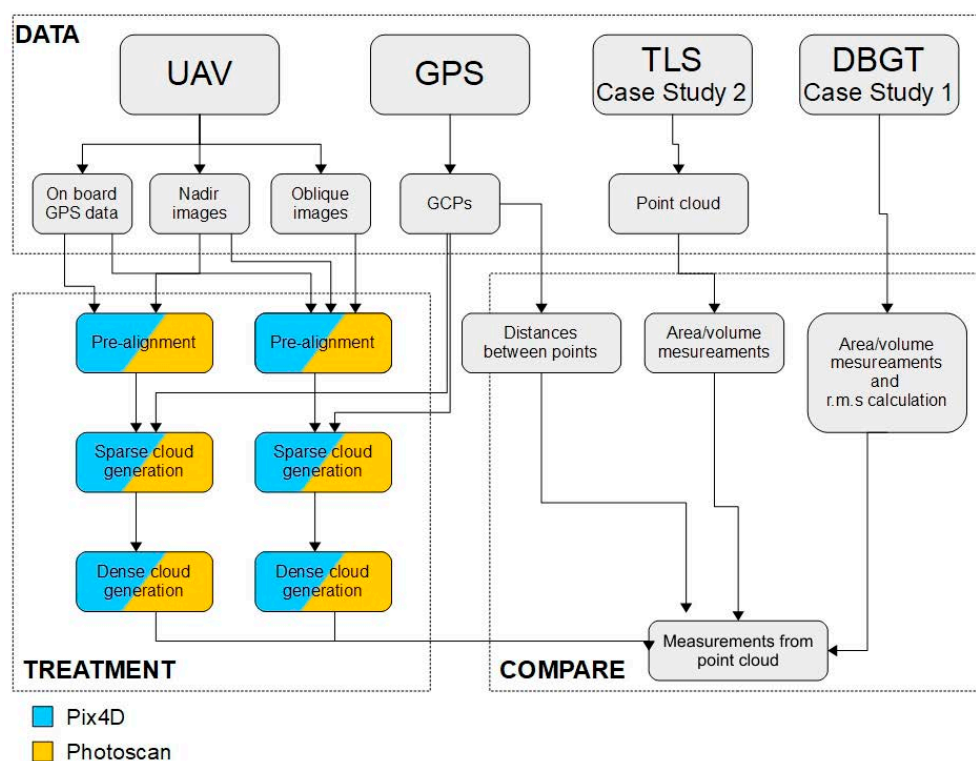 DATA
UAV
GPS
TLS
Case Study 2
DBGT
Case Study 1
On board
GPS data
Nadir
images
Oblique
images
GCPs
Point cloud
Pre-alignment
Pre-alignment
Distances
between points
Area/volume
mesureaments
Area/volume
mesureaments
and
r.m.s calculation
Sparse cloud
generation
Sparse cloud
generation
Dense cloud
generation
Dense cloud
generation
Measurements from
point cloud
TREATMENT
COMPARE
Pix4D
Photoscan